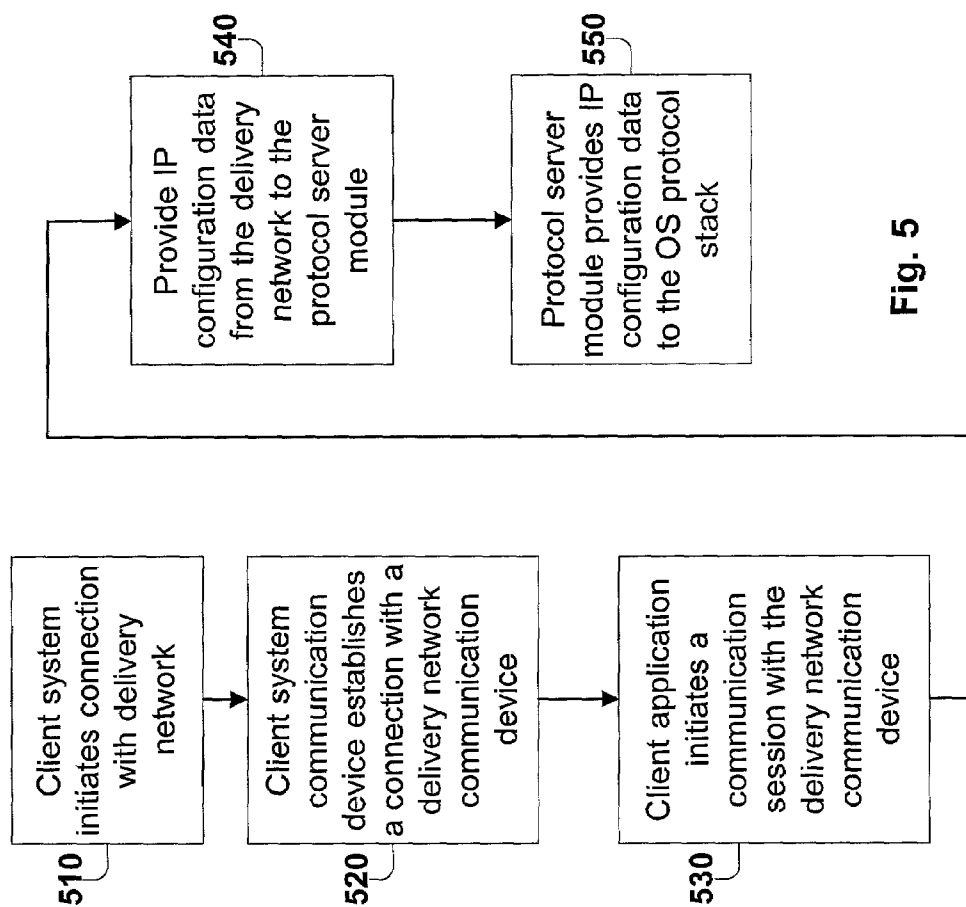 510
Client system
initiates connection
with delivery
network
520
Client system
communication
device establishes
a connection with a
delivery network
communication
device
530
Client application
initiates a
communication
session with the
delivery network
communication
device
540
Provide IP
configuration data
from the delivery
network to the
protocol server
module
550
Protocol server
module provides IP
configuration data
to the OS protocol
stack
Fig. 5